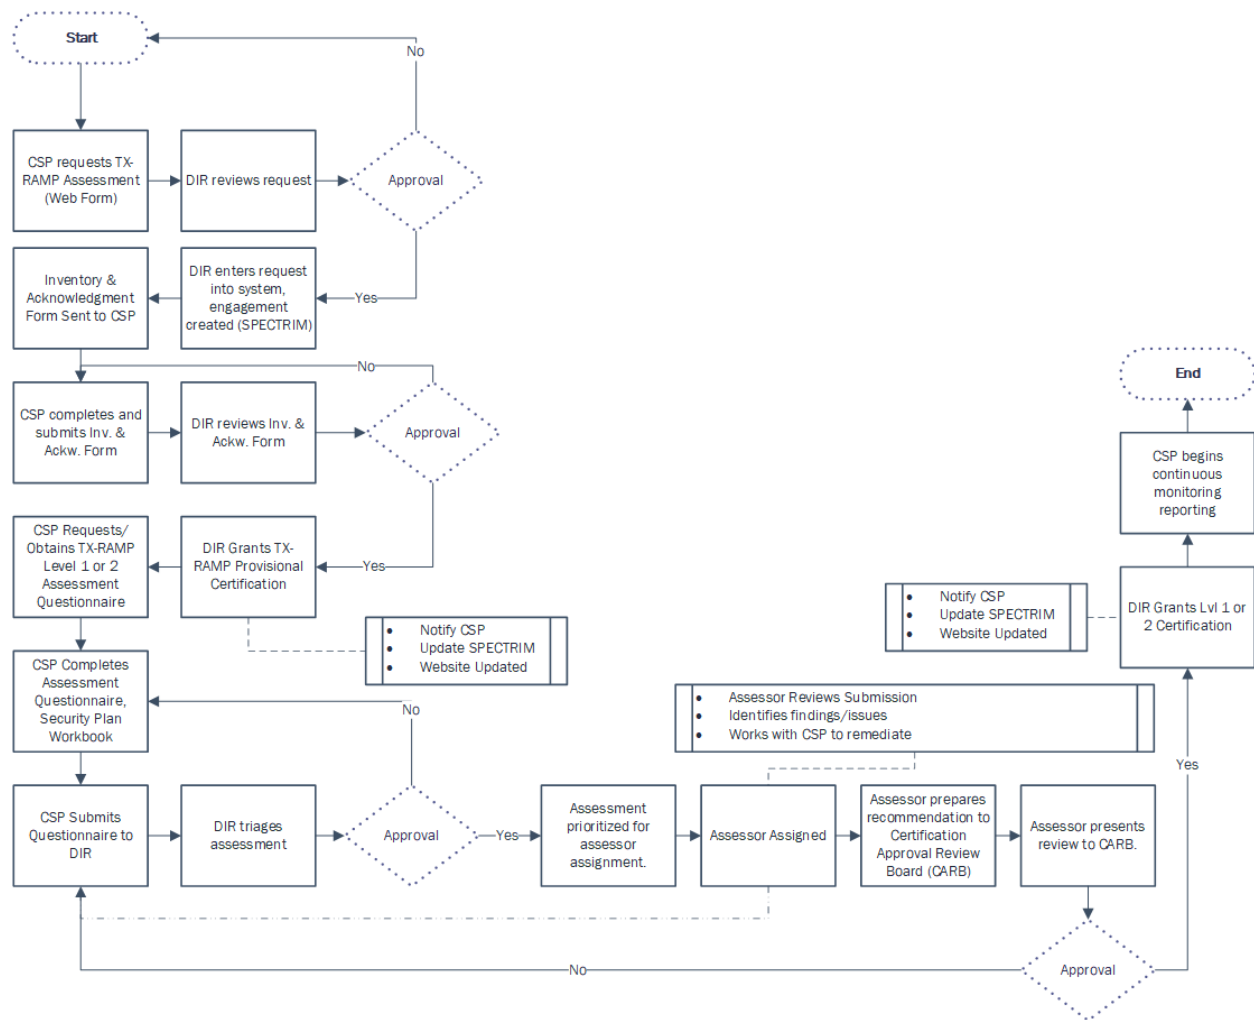 Start
No
CSP requests TX-
RAMP Assessment
(Web Form)
DIR reviews request
Approval
Inventory &
Acknowledgment
Form Sent to CSP
DIR enters request
into system,
engagement
created (SPECTRIM)
Yes
No
CSP completes and
submits Inv. &
Ackw. Form
DIR reviews Inv. &
Ackw. Form
Approval
End
CSP begins
continuous
monitoring
reporting
CSP Requests/
Obtains TX-RAMP
Level 1 or 2
Assessment
Questionnaire
DIR Grants TX-
RAMP Provisional
Certification
Yes
• Notify CSP
• Update SPECTRIM
• Website Updated
DIR Grants Lvl 1 or
2 Certification
• Notify CSP
• Update SPECTRIM
• Website Updated
CSP Completes
Assessment
Questionnaire,
Security Plan
Workbook
No
• Assessor Reviews Submission
• Identifies findings/issues
• Works with CSP to remediate
Yes
CSP Submits
Questionnaire to
DIR
DIR triages
assessment
Approval
Yes
Assessment
prioritized for
assessor
assignment.
Assessor Assigned
Assessor prepares
recommendation to
Certification
Approval Review
Board (CARB)
Assessor presents
review to CARB.
No
Approval